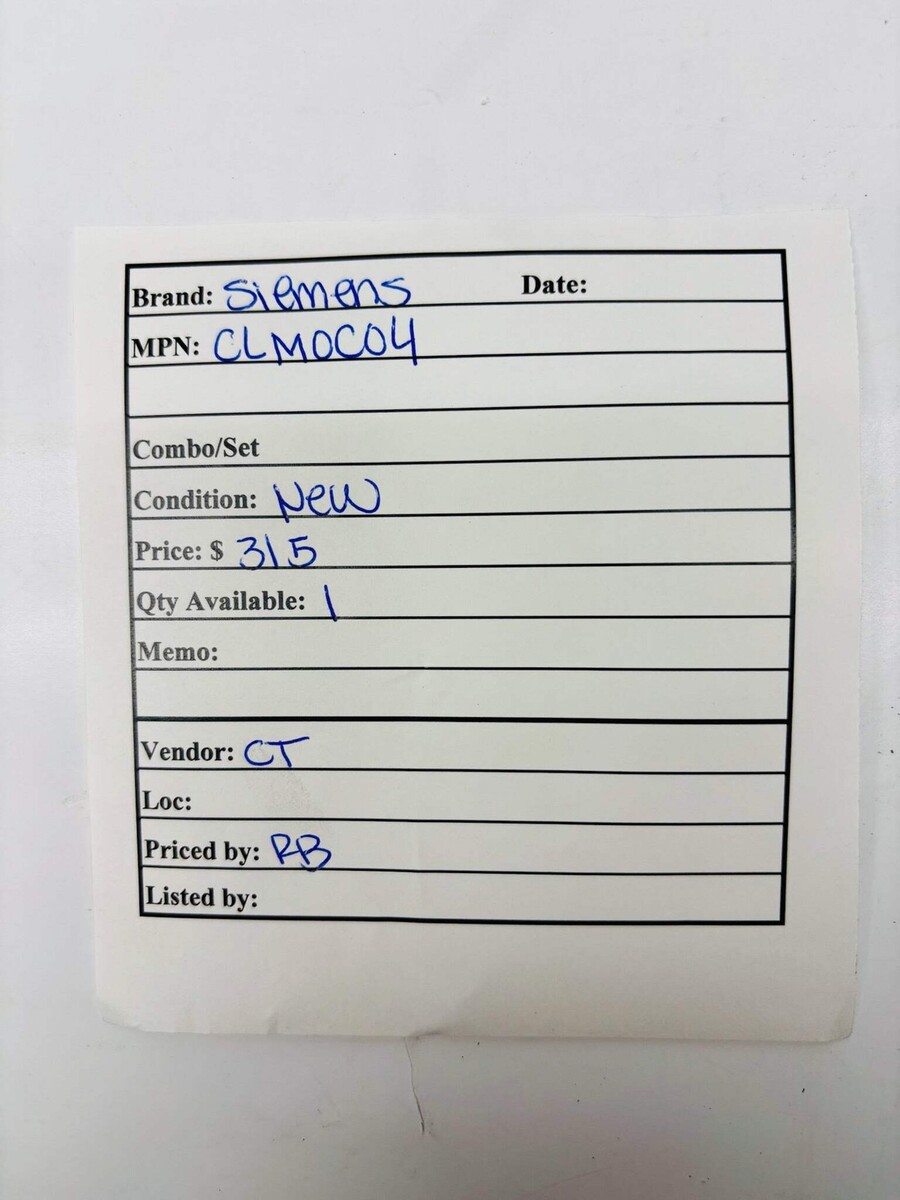 Brand: Siemens Date:
MPN: CLM0C04
Combo/Set
Condition: New
Price: $ 315
Qty Available: 1
Memo:
Vendor: CT
Loc:
Priced by: RB
Listed by: